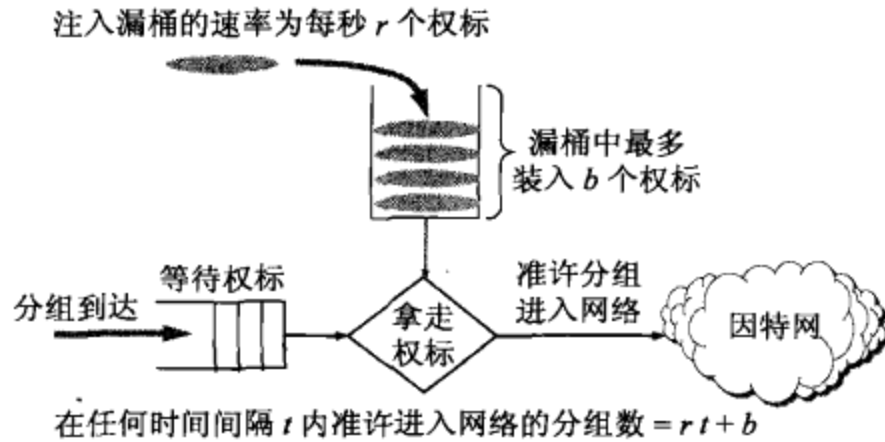 注入漏桶的速率为每秒 r 个权标
漏桶中最多
装入 b 个权标
等待权标
分组到达
拿走
权标
准许分组
进入网络
因特网
在任何时间间隔 t 内准许进入网络的分组数 = r t + b